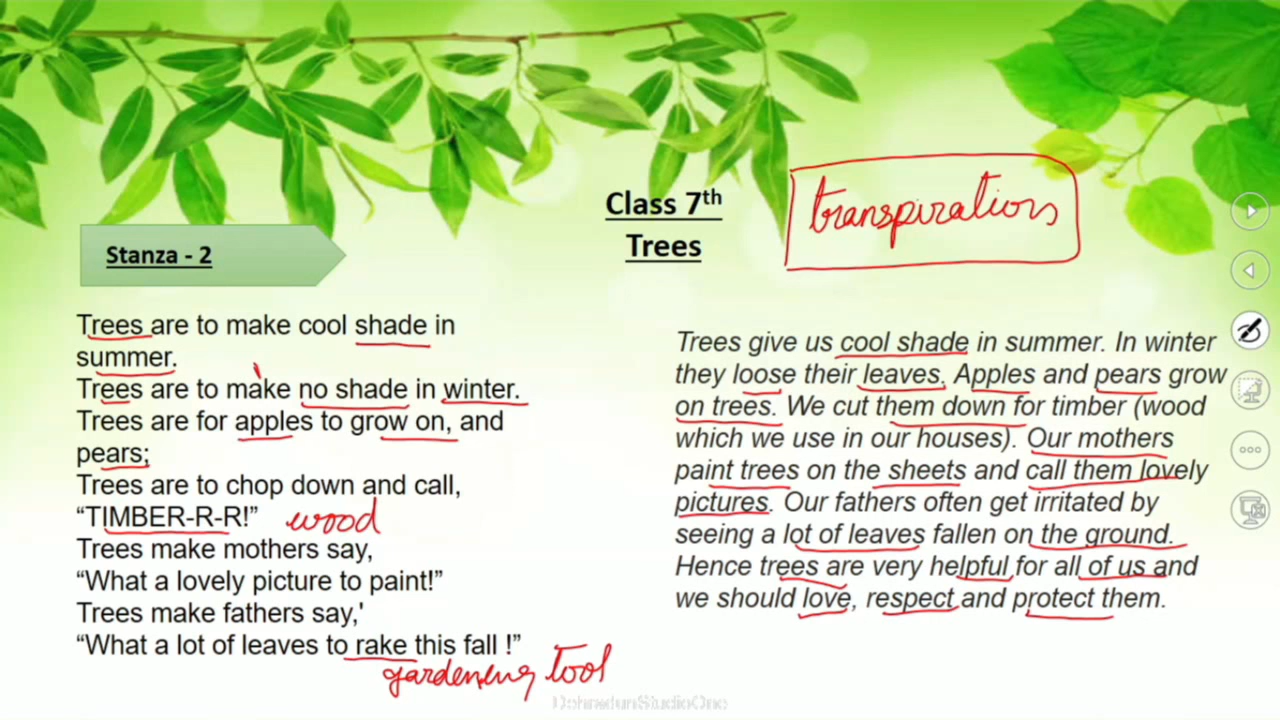 Class 7th
Trees
transpirations
Stanza - 2
Trees are to make cool shade in
summer.
Trees are to make no shade in winter.
Trees are for apples to grow on, and
pears;
Trees are to chop down and call,
“TIMBER-R-R!” wood
Trees make mothers say,
“What a lovely picture to paint!”
Trees make fathers say,'
“What a lot of leaves to rake this fall !”
gardening tool
Trees give us cool shade in summer. In winter
they loose their leaves. Apples and pears grow
on trees. We cut them down for timber (wood
which we use in our houses). Our mothers
paint trees on the sheets and call them lovely
pictures. Our fathers often get irritated by
seeing a lot of leaves fallen on the ground.
Hence trees are very helpful for all of us and
we should love, respect and protect them.
DehradunStudioOne